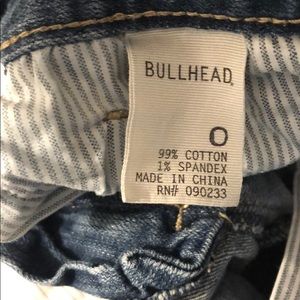 BULLHEAD.
0
99% COTTON
1% SPANDEX
MADE IN CHINA
RN# 090233